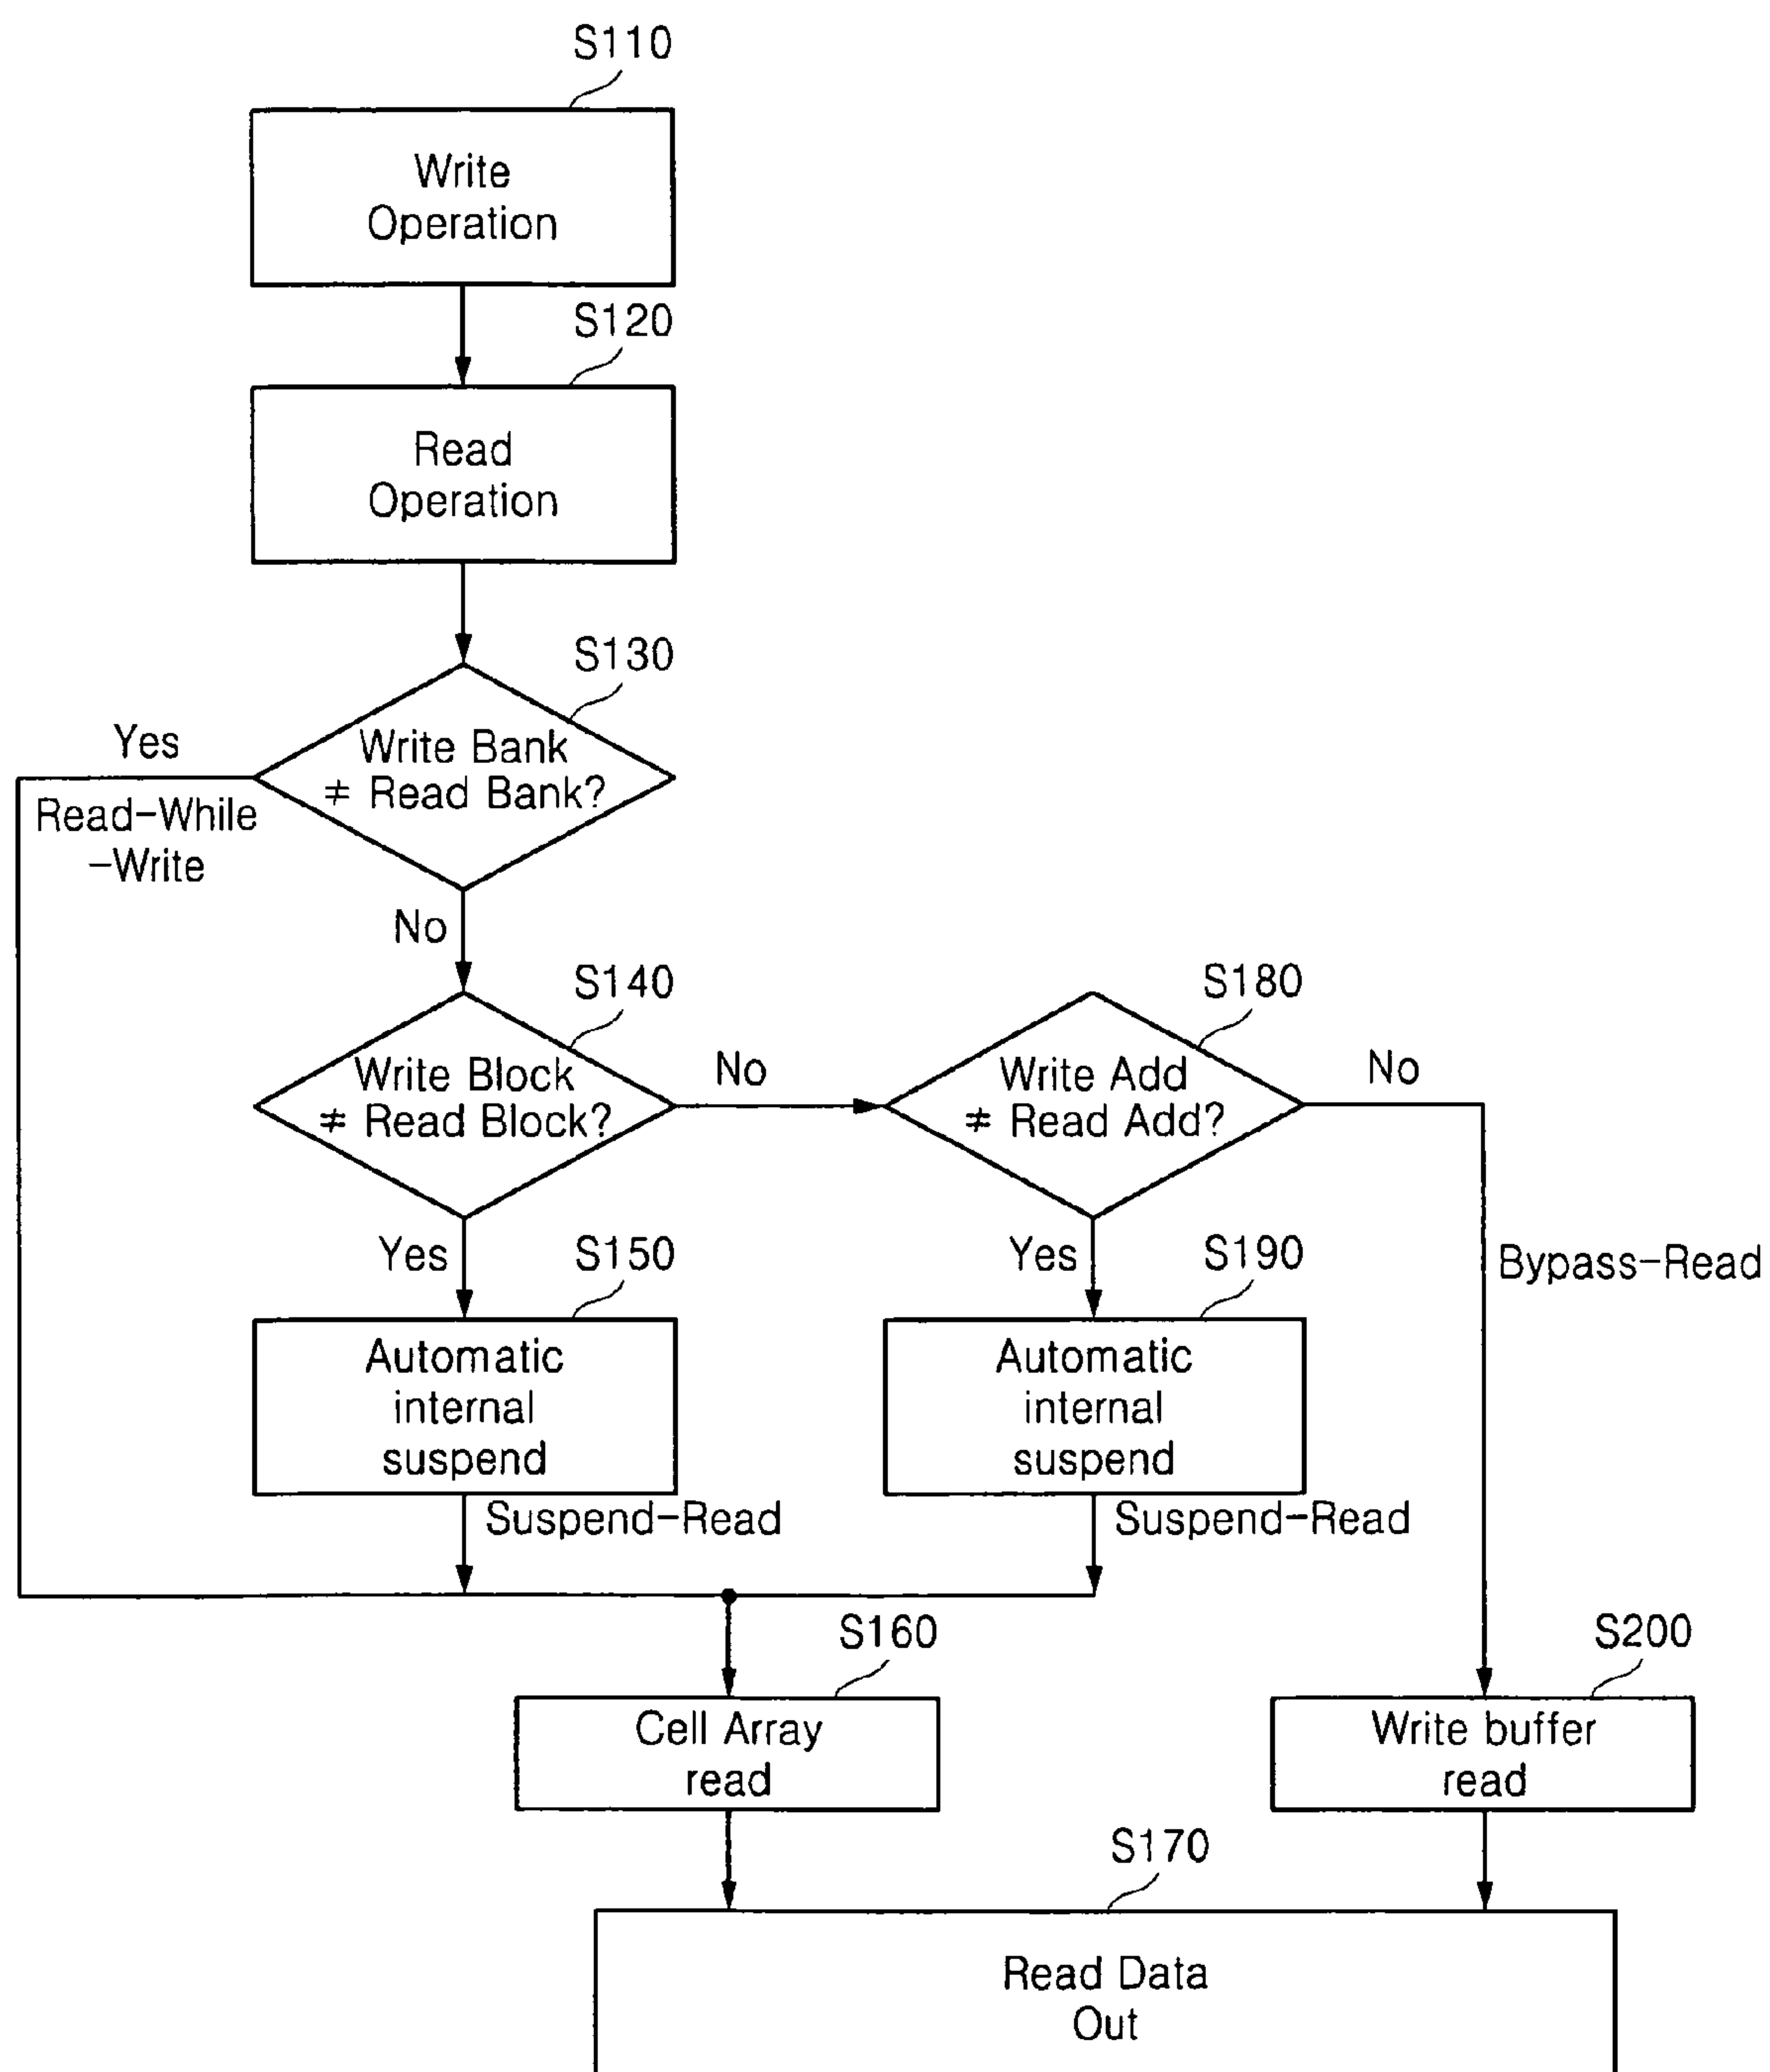 S110
Write
Operation
S120
Read
Operation
S130
Write Bank
≠ Read Bank?
Yes
Read-While
-Write
No
S140
Write Block
≠ Read Block?
No
S180
Write Add
≠ Read Add?
No
Yes
S150
Yes
S190
Bypass-Read
Automatic
internal
suspend
Automatic
internal
suspend
Suspend-Read
Suspend-Read
S160
S200
Cell Array
read
Write buffer
read
S170
Read Data
Out